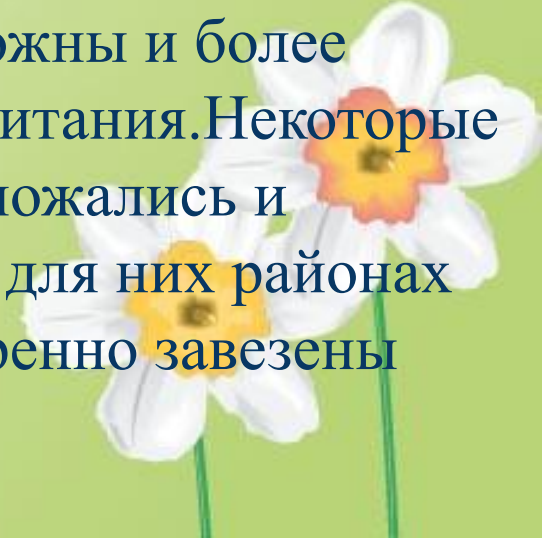 ожны и более
итания.Некоторые
ножались и
для них районах
ренно завезены